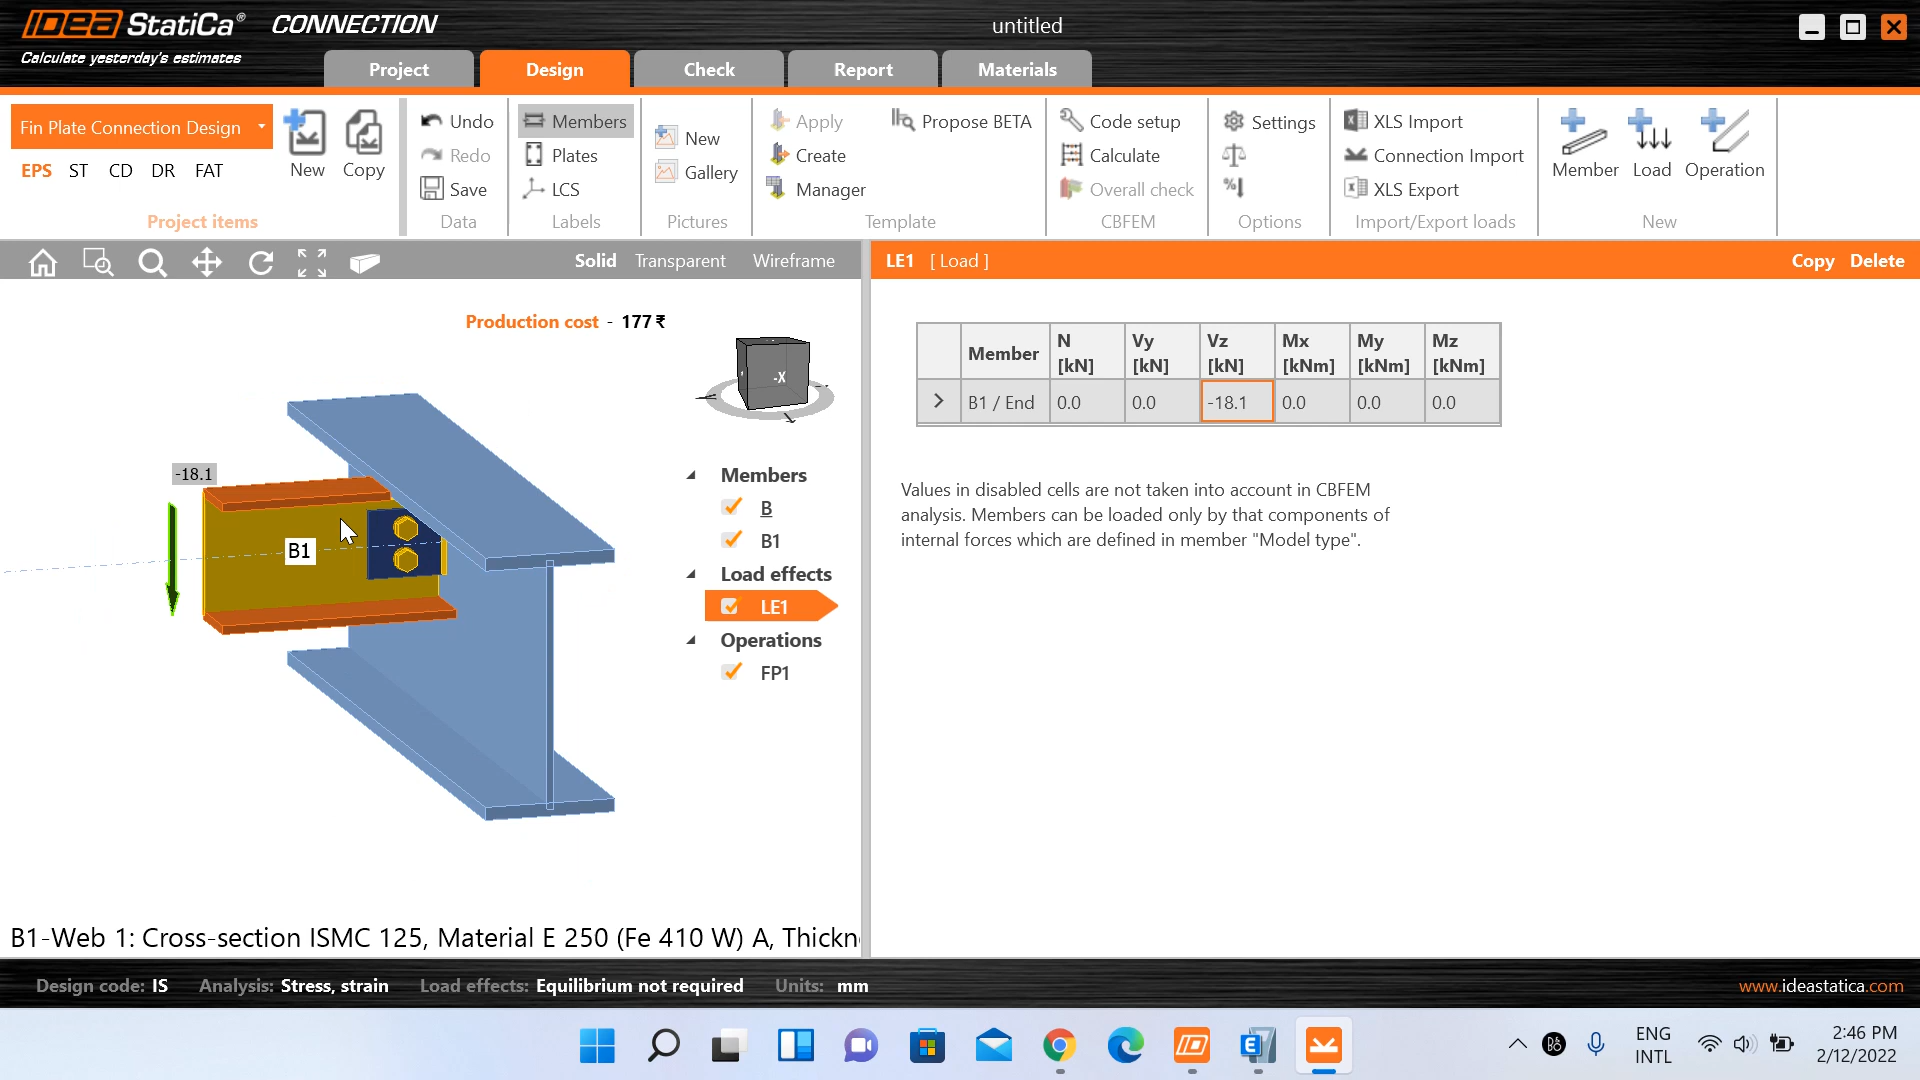 IDEA StatiCa® CONNECTION
Calculate yesterday's estimates
untitled
Project
Design
Check
Report
Materials
Fin Plate Connection Design
EPS ST CD DR FAT
Project items
New
Copy
Undo
Redo
Save
Data
Members
Plates
LCS
Labels
New
Gallery
Pictures
Apply
Create
Manager
Propose BETA
Template
Code setup
Calculate
Overall check
CBFEM
Settings
Options
XLS Import
Connection Import
XLS Export
Import/Export loads
Member
Load
Operation
New
Solid Transparent Wireframe
Production cost - 177 ₹
-X
-18.1
B1
Members
B
B1
Load effects
LE1
Operations
FP1
B1-Web 1: Cross-section ISMC 125, Material E 250 (Fe 410 W) A, Thickn
LE1 [ Load ]
Copy Delete
Member N [kN] Vy [kN] Vz [kN] Mx [kNm] My [kNm] Mz [kNm]
> B1 / End 0.0 0.0 -18.1 0.0 0.0 0.0
Values in disabled cells are not taken into account in CBFEM
analysis. Members can be loaded only by that components of
internal forces which are defined in member "Model type".
Design code: IS Analysis: Stress, strain Load effects: Equilibrium not required Units: mm
www.ideastatica.com
ENG
INTL
2:46 PM
2/12/2022